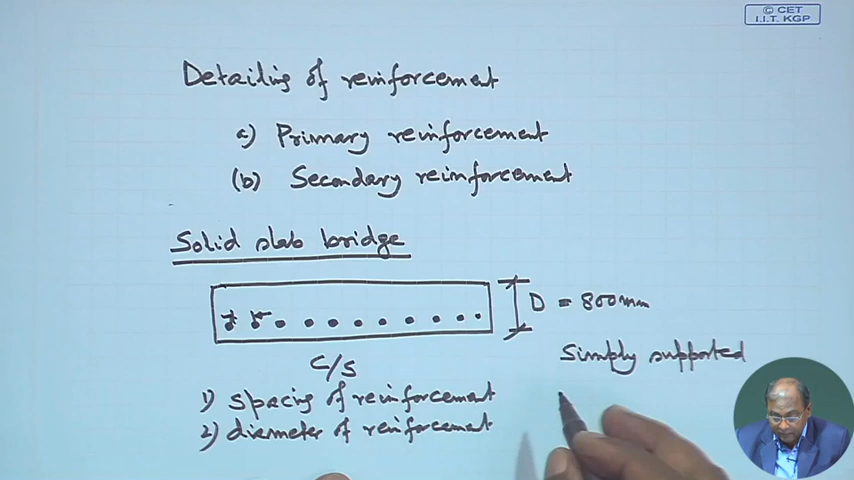 © CET
I.I.T. KGP
Detailing of reinforcement
a) Primary reinforcement
(b) Secondary reinforcement
Solid slab bridge
D = 800mm
Simply supported
C/S
1) spacing of reinforcement
2) diameter of reinforcement